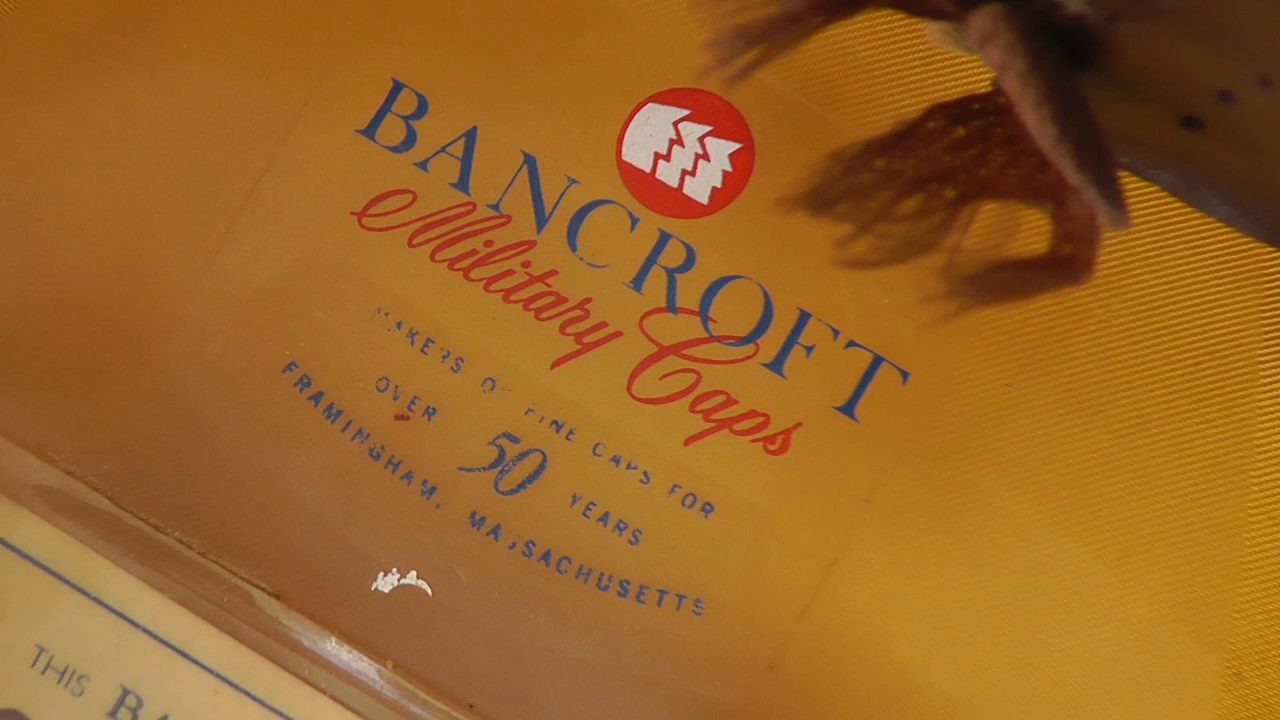 BANCROFT
Military Caps
MAKERS OF FINE CAPS FOR
OVER 50 YEARS
FRAMINGHAM, MASSACHUSETTS
THIS